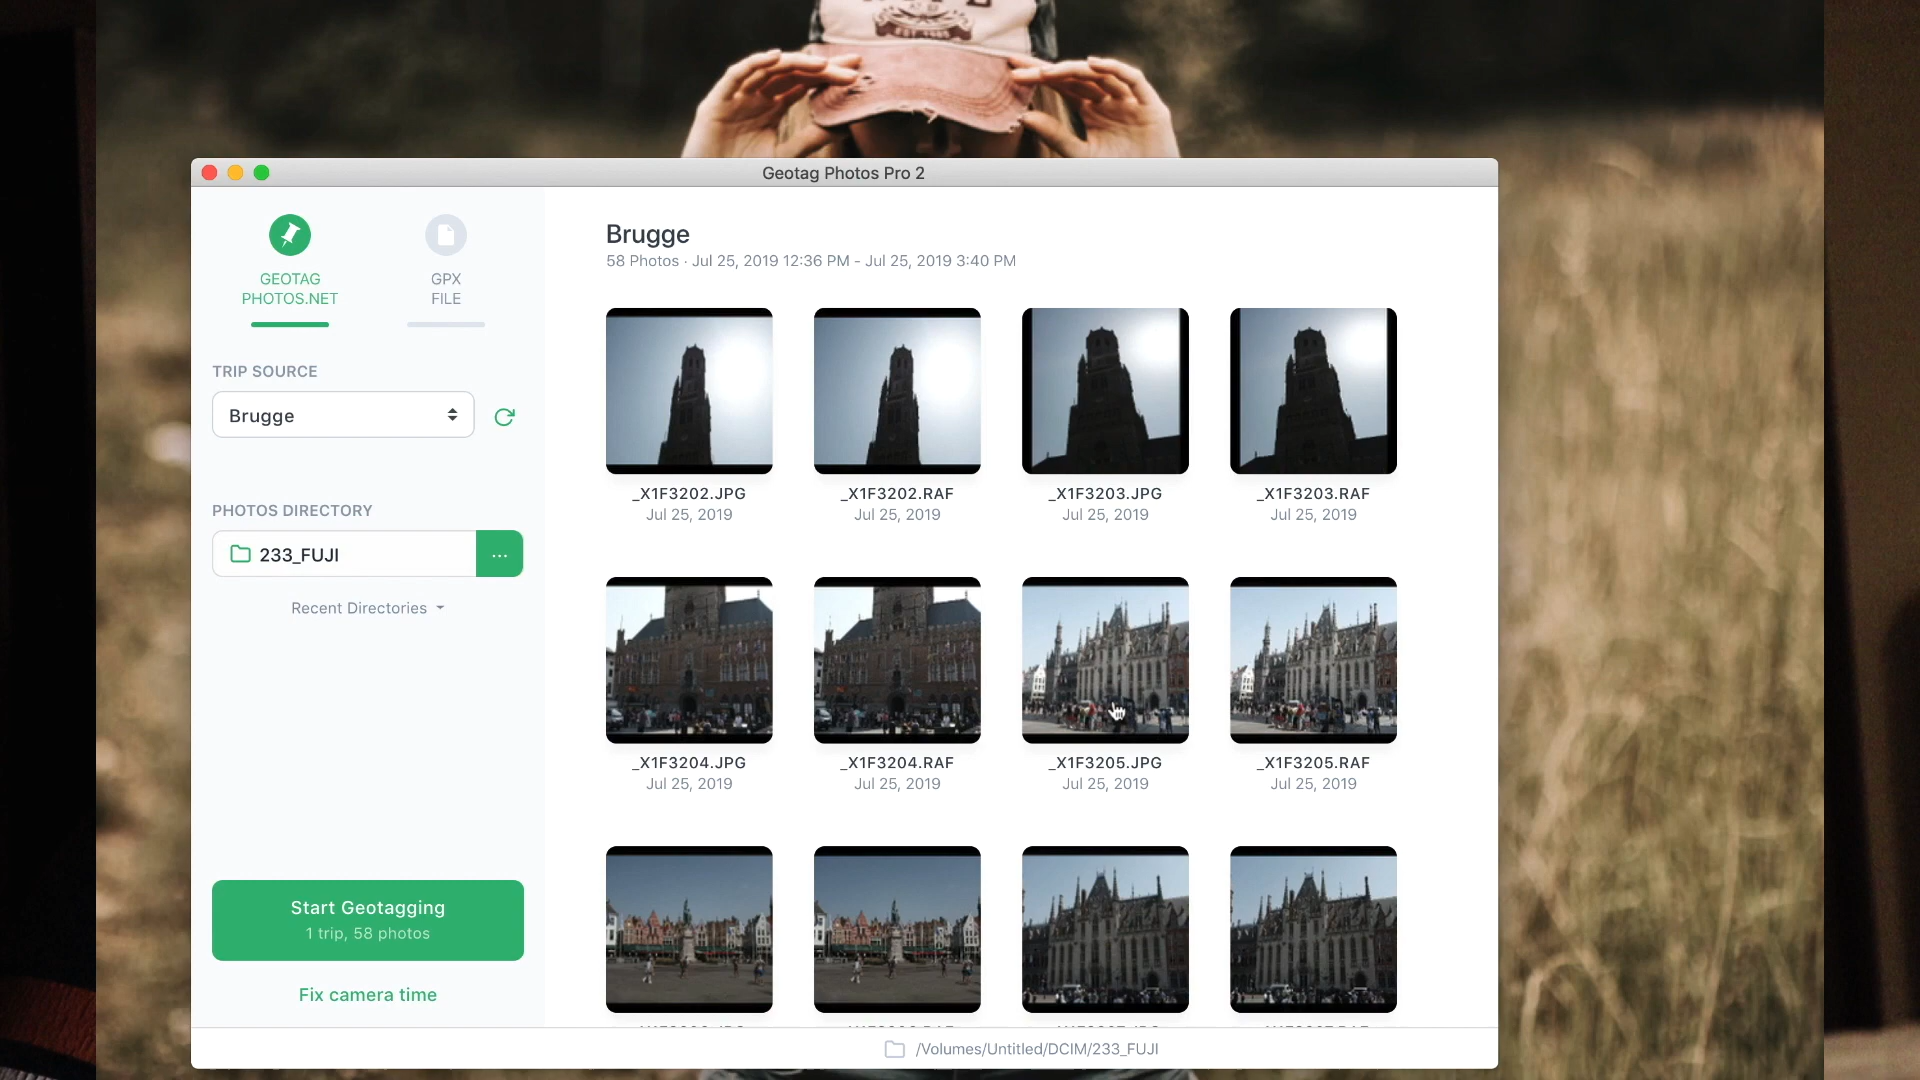 EST 1985
Geotag Photos Pro 2
GEOTAG
PHOTOS.NET
GPX
FILE
TRIP SOURCE
Brugge
PHOTOS DIRECTORY
233_FUJI
...
Recent Directories
Start Geotagging
1 trip, 58 photos
Fix camera time
Brugge
58 Photos · Jul 25, 2019 12:36 PM - Jul 25, 2019 3:40 PM
_X1F3202.JPG
Jul 25, 2019
_X1F3202.RAF
Jul 25, 2019
_X1F3203.JPG
Jul 25, 2019
_X1F3203.RAF
Jul 25, 2019
_X1F3204.JPG
Jul 25, 2019
_X1F3204.RAF
Jul 25, 2019
_X1F3205.JPG
Jul 25, 2019
_X1F3205.RAF
Jul 25, 2019
/Volumes/Untitled/DCIM/233_FUJI